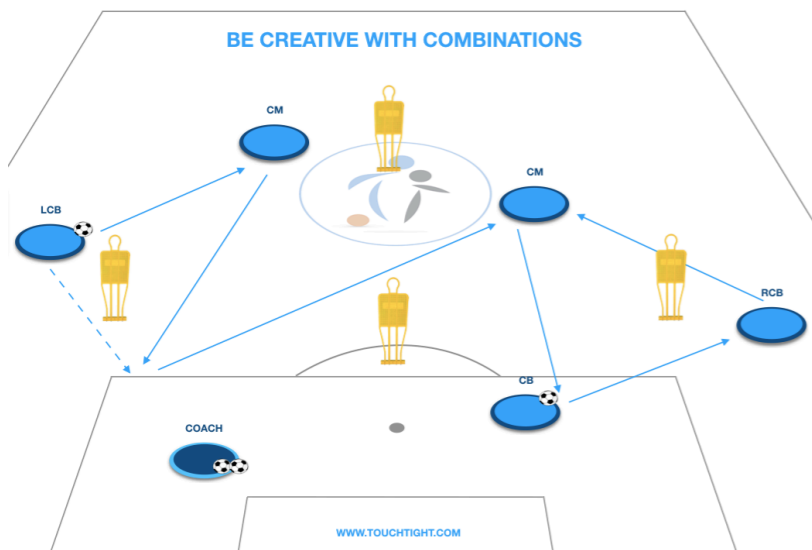 BE CREATIVE WITH COMBINATIONS
CM
CM
LCB
RCB
CB
COACH
WWW.TOUCHTIGHT.COM